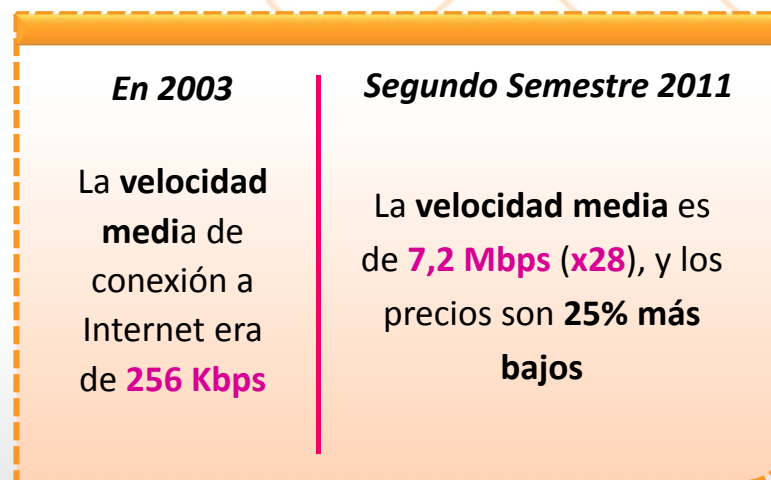 En 2003
La velocidad
media de
conexión a
Internet era
de 256 Kbps
Segundo Semestre 2011
La velocidad media es
de 7,2 Mbps (x28), y los
precios son 25% más
bajos